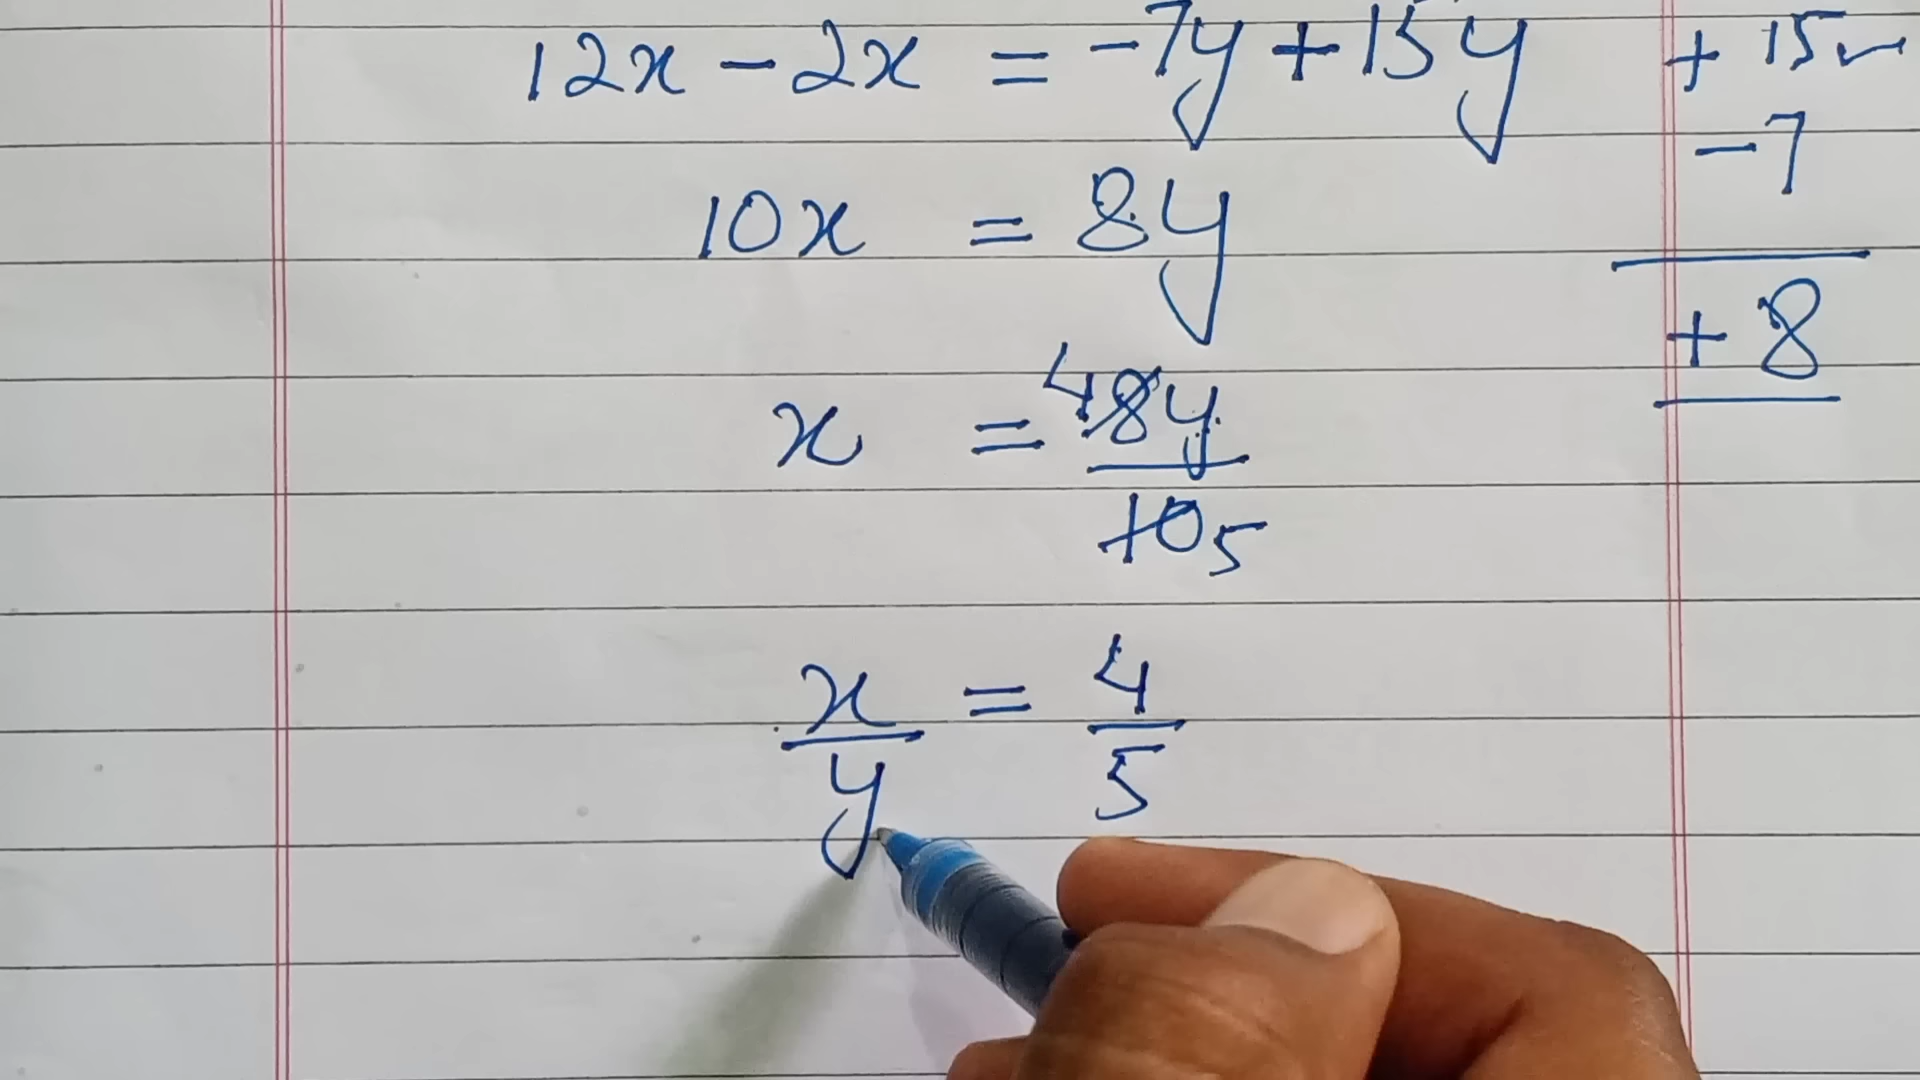 12x - 2x = -7y + 15y
10x = 8y
x = 8y/10
4
5
x/y = 4/5
+ 15
- 7
+ 8